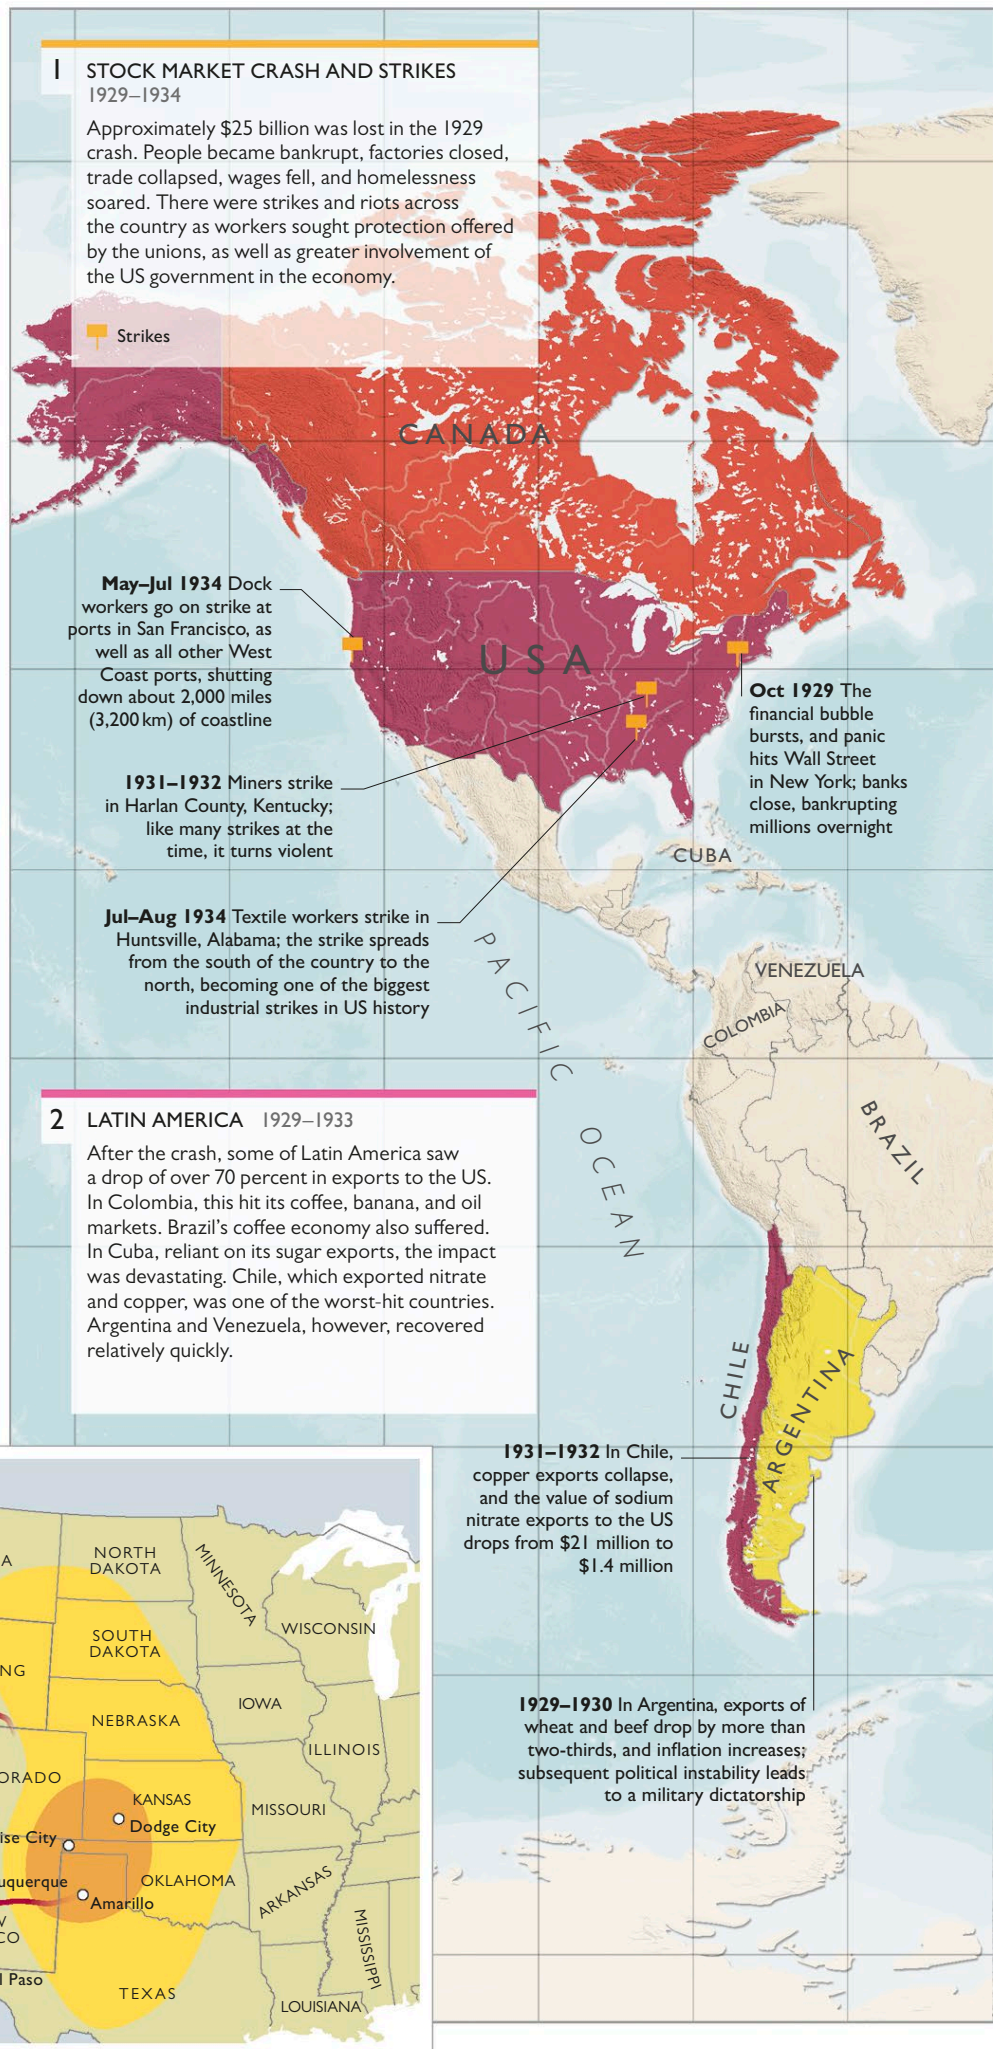 1 STOCK MARKET CRASH AND STRIKES
1929–1934
Approximately $25 billion was lost in the 1929
crash. People became bankrupt, factories closed,
trade collapsed, wages fell, and homelessness
soared. There were strikes and riots across
the country as workers sought protection offered
by the unions, as well as greater involvement of
the US government in the economy.
Strikes
CANADA
May–Jul 1934 Dock
workers go on strike at
ports in San Francisco, as
well as all other West
Coast ports, shutting
down about 2,000 miles
(3,200 km) of coastline
USA
Oct 1929 The
financial bubble
bursts, and panic
hits Wall Street
in New York; banks
close, bankrupting
millions overnight
1931–1932 Miners strike
in Harlan County, Kentucky;
like many strikes at the
time, it turns violent
CUBA
Jul–Aug 1934 Textile workers strike in
Huntsville, Alabama; the strike spreads
from the south of the country to the
north, becoming one of the biggest
industrial strikes in US history
PACIFIC OCEAN
VENEZUELA
COLOMBIA
BRAZIL
2 LATIN AMERICA 1929–1933
After the crash, some of Latin America saw
a drop of over 70 percent in exports to the US.
In Colombia, this hit its coffee, banana, and oil
markets. Brazil's coffee economy also suffered.
In Cuba, reliant on its sugar exports, the impact
was devastating. Chile, which exported nitrate
and copper, was one of the worst-hit countries.
Argentina and Venezuela, however, recovered
relatively quickly.
CHILE
ARGENTINA
1931–1932 In Chile,
copper exports collapse,
and the value of sodium
nitrate exports to the US
drops from $21 million to
$1.4 million
1929–1930 In Argentina, exports of
wheat and beef drop by more than
two-thirds, and inflation increases;
subsequent political instability leads
to a military dictatorship
A
NORTH
DAKOTA
MINNESOTA
SOUTH
DAKOTA
WISCONSIN
NG
IOWA
NEBRASKA
ILLINOIS
ORADO
KANSAS
Dodge City
MISSOURI
ise City
uquerque
OKLAHOMA
Amarillo
ARKANSAS
CO
MISSISSIPPI
l Paso
TEXAS
LOUISIANA